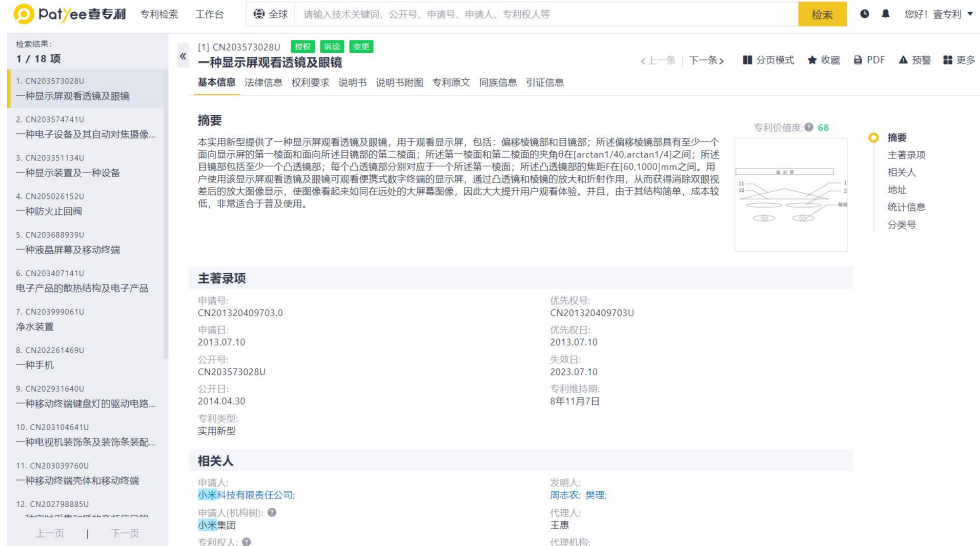 Patyee壹专利 专利检索 工作台 全球 请输入技术关键词、公开号、申请号、申请人、专利权人等 检索 您好！壹专利
检索结果:
1 / 18 项
1. CN203573028U
一种显示屏观看透镜及眼镜
2. CN203574741U
一种电子设备及其自动对焦摄像...
3. CN203351134U
一种显示装置及一种设备
4. CN205026152U
一种防火止回阀
5. CN203688939U
一种液晶屏幕及移动终端
6. CN203407141U
电子产品的散热结构及电子产品
7. CN203999061U
净水装置
8. CN202261469U
一种手机
9. CN202931640U
一种移动终端键盘灯的驱动电路...
10. CN203104641U
一种电视机装饰条及装饰条装配...
11. CN203039760U
一种移动终端壳体和移动终端
12. CN202798885U
上一页 | 下一页
[1] CN203573028U 授权 诉讼 变更
一种显示屏观看透镜及眼镜
<上一条 | 下一条> 分页模式 收藏 PDF 预警 更多
基本信息 法律信息 权利要求 说明书 说明书附图 专利原文 同族信息 引证信息
摘要
本实用新型提供了一种显示屏观看透镜及眼镜，用于观看显示屏，包括：偏移棱镜部和目镜部；所述偏移棱镜部具有至少一个
面向显示屏的第一棱面和面向所述目镜部的第二棱面；所述第一棱面和第二棱面的夹角θ在[arctan1/40,arctan1/4]之间；所述
目镜部包括至少一个凸透镜部；每个凸透镜部分别对应于一个所述第一棱面；所述凸透镜部的焦距F在[60,1000]mm之间。用
户使用该显示屏观看透镜及眼镜可观看便携式数字终端的显示屏，通过凸透镜和棱镜的放大和折射作用，从而获得消除双眼视
差后的放大图像显示，使图像看起来如同在远处的大屏幕图像，因此大大提升用户观看体验。并且，由于其结构简单，成本较
低，非常适合于普及使用。
专利价值度: 68
显示屏
11
12
1
2
摘要
主著录项
相关人
地址
统计信息
分类号
主著录项
申请号:
CN201320409703.0
优先权号:
CN201320409703U
申请日:
2013.07.10
优先权日:
2013.07.10
公开号:
CN203573028U
失效日:
2023.07.10
公开日:
2014.04.30
专利维持期:
8年11月7日
专利类型:
实用新型
相关人
申请人:
小米科技有限责任公司;
发明人:
周志农; 樊理;
申请人(机构树):
小米集团
代理人:
王惠
专利权人:
代理机构: